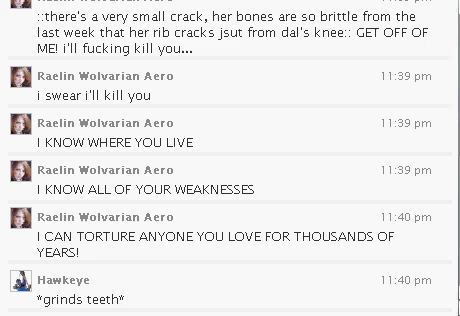 ::there's a very small crack, her bones are so brittle from the
last week that her rib cracks jsut from dal's knee:: GET OFF OF
ME! i'll fucking kill you...
Raelin Wolvarian Aero 11:39 pm
i swear i'll kill you
Raelin Wolvarian Aero 11:39 pm
I KNOW WHERE YOU LIVE
Raelin Wolvarian Aero 11:39 pm
I KNOW ALL OF YOUR WEAKNESSES
Raelin Wolvarian Aero 11:40 pm
I CAN TORTURE ANYONE YOU LOVE FOR THOUSANDS OF
YEARS!
Hawkeye 11:40 pm
*grinds teeth*